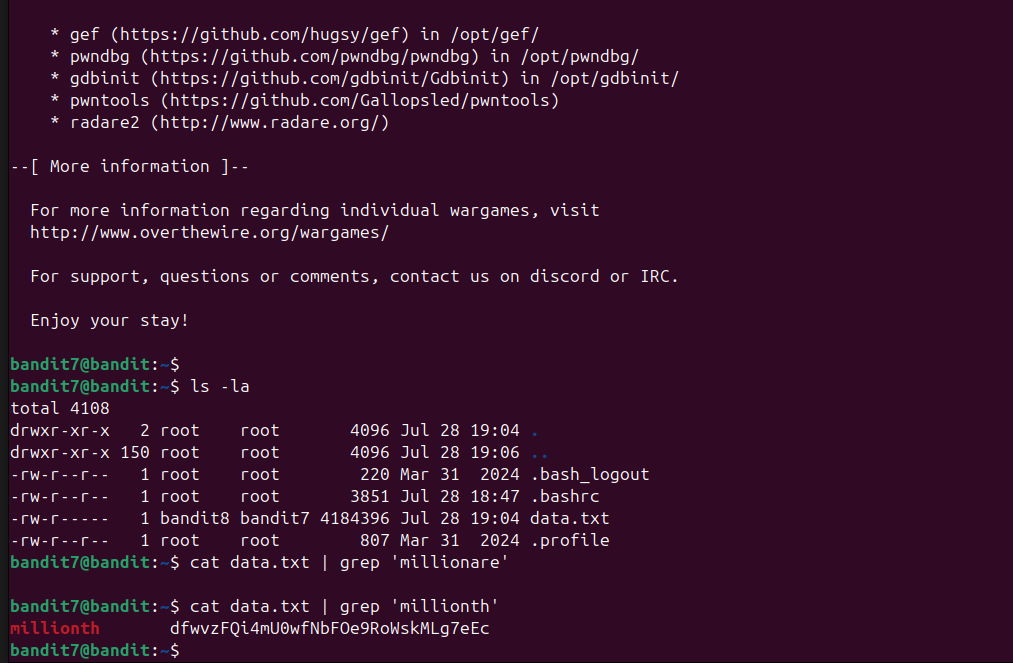 * gef (https://github.com/hugsy/gef) in /opt/gef/
* pwndbg (https://github.com/pwndbg/pwndbg) in /opt/pwndbg/
* gdbinit (https://github.com/gdbinit/Gdbinit) in /opt/gdbinit/
* pwntools (https://github.com/Gallopsled/pwntools)
* radare2 (http://www.radare.org/)
--[ More information ]--
For more information regarding individual wargames, visit
http://www.overthewire.org/wargames/
For support, questions or comments, contact us on discord or IRC.
Enjoy your stay!
bandit7@bandit:~$
bandit7@bandit:~$ ls -la
total 4108
drwxr-xr-x   2 root    root       4096 Jul 28 19:04 .
drwxr-xr-x 150 root    root       4096 Jul 28 19:06 ..
-rw-r--r--   1 root    root        220 Mar 31  2024 .bash_logout
-rw-r--r--   1 root    root       3851 Jul 28 18:47 .bashrc
-rw-r-----   1 bandit8 bandit7 4184396 Jul 28 19:04 data.txt
-rw-r--r--   1 root    root        807 Mar 31  2024 .profile
bandit7@bandit:~$ cat data.txt | grep 'millionare'
bandit7@bandit:~$ cat data.txt | grep 'millionth'
millionth       dfwvzFQi4mU0wfNbFOe9RoWskMLg7eEc
bandit7@bandit:~$